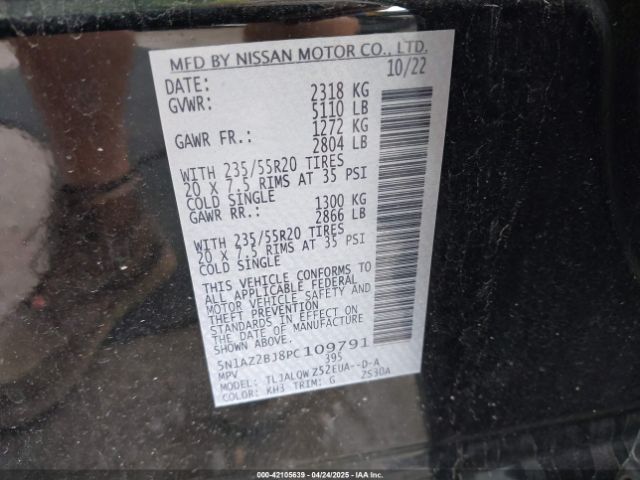 MFD BY NISSAN MOTOR CO., LTD.
DATE: 10/22
GVWR: 2318 KG
5110 LB
GAWR FR.: 1272 KG
2804 LB
WITH 235/55R20 TIRES
20 X 7.5 RIMS AT 35 PSI
COLD SINGLE
GAWR RR.: 1300 KG
2866 LB
WITH 235/55R20 TIRES
20 X 7.5 RIMS AT 35 PSI
COLD SINGLE
THIS VEHICLE CONFORMS TO
ALL APPLICABLE FEDERAL
MOTOR VEHICLE SAFETY AND
THEFT PREVENTION
STANDARDS IN EFFECT ON
THE DATE OF MANUFACTURE
SHOWN ABOVE.
5N1AZ2BJ8PC109791
MPV 395
MODEL: TLJALQWZ52EUA--D-A
COLOR: KH3 TRIM: G ZS30A
000-42105639 - 04/24/2025 - IAA Inc.